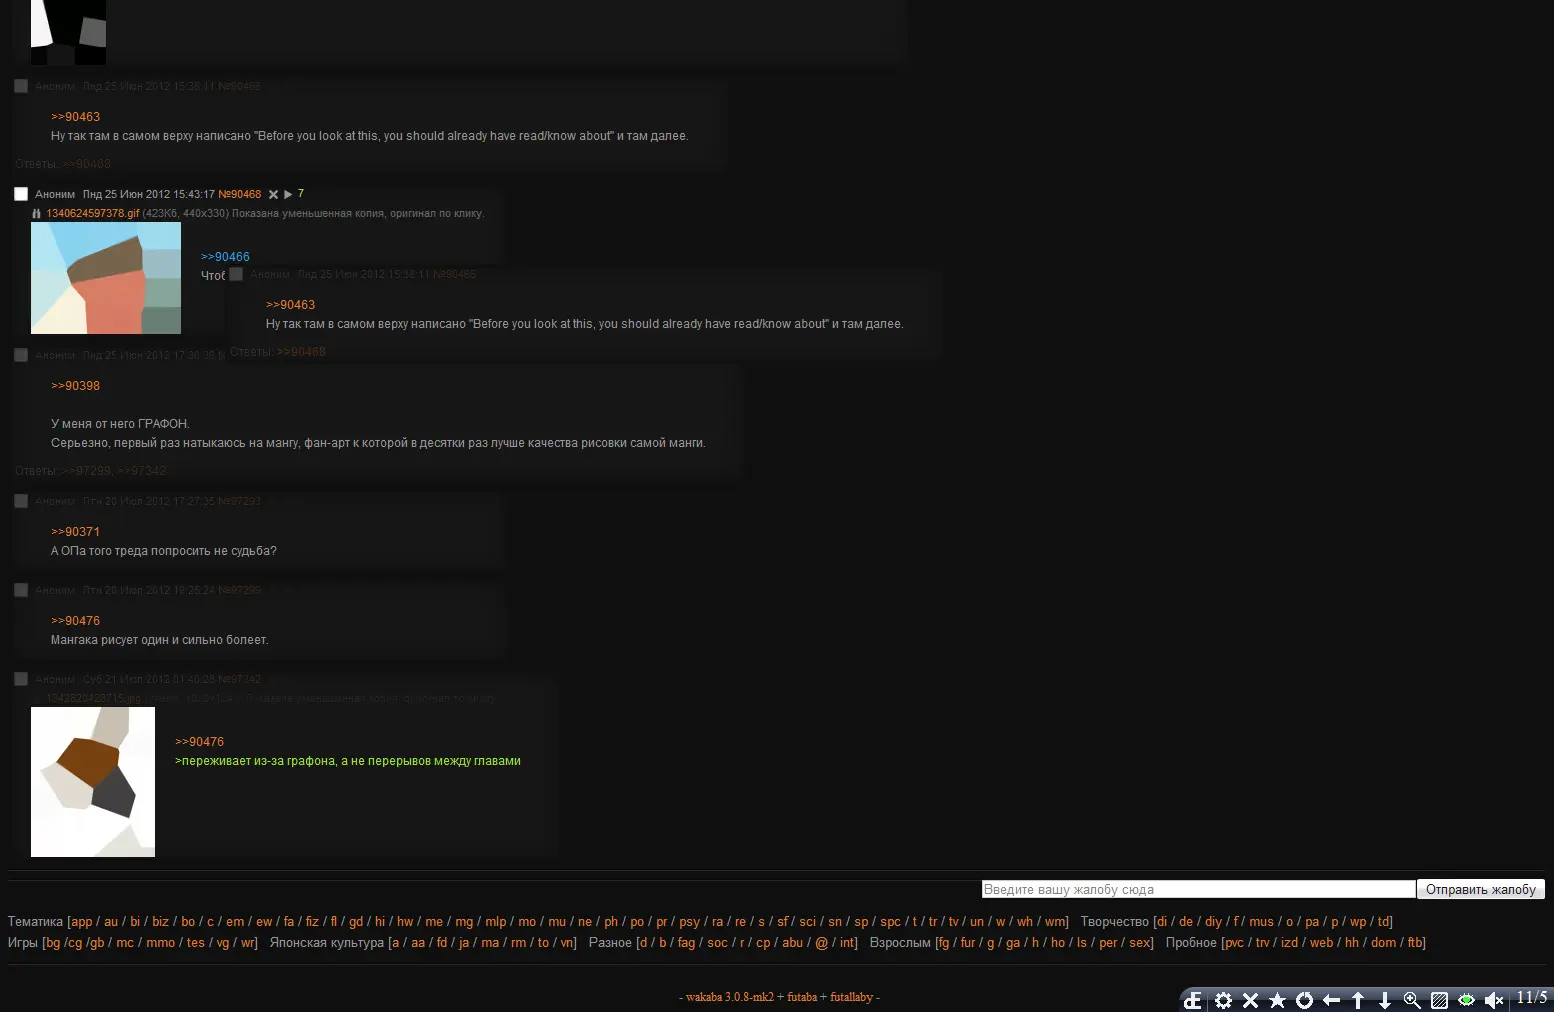 Аноним Пнд 25 Июн 2012 15:38:11 №90466
>>90463
Ну так там в самом верху написано "Before you look at this, you should already have read/know about" и там далее.
Ответы: >>90468
Аноним Пнд 25 Июн 2012 15:43:17 №90468 7
1340624597378.gif (423Кб, 440x330) Показана уменьшенная копия, оригинал по клику.
>>90466
Чтоб
Аноним Пнд 25 Июн 2012 15:38:11 №90466
>>90463
Ну так там в самом верху написано "Before you look at this, you should already have read/know about" и там далее.
Ответы: >>90468
Аноним Пнд 25 Июн 2012
>>90398
У меня от него ГРАФОН.
Серьезно, первый раз натыкаюсь на мангу, фан-арт к которой в десятки раз лучше качества рисовки самой манги.
Ответы: >>97299, >>97342
Аноним Птн 20 Июл 2012 17:27:35 №97293
>>90371
А ОПа того треда попросить не судьба?
Аноним Птн 20 Июл 2012 19:25:24 №97299
>>90476
Мангака рисует один и сильно болеет.
Аноним Суб 21 Июл 2012 01:40:28 №97342
1342820428715.jpg Показана уменьшенная копия, оригинал по клику.
>>90476
>переживает из-за графона, а не перерывов между главами
Введите вашу жалобу сюда Отправить жалобу
Тематика [app / au / bi / biz / bo / c / em / ew / fa / fiz / fl / gd / hi / hw / me / mg / mlp / mo / mu / ne / ph / po / pr / psy / ra / re / s / sf / sci / sn / sp / spc / t / tr / tv / un / w / wh / wm] Творчество [di / de / diy / f / mus / o / pa / p / wp / td]
Игры [bg /cg /gb / mc / mmo / tes / vg / wr] Японская культура [a / aa / fd / ja / ma / rm / to / vn] Разное [d / b / fag / soc / r / cp / abu / @ / int] Взрослым [fg / fur / g / ga / h / ho / ls / per / sex] Пробное [pvc / trv / izd / web / hh / dom / ftb]
- wakaba 3.0.8-mk2 + futaba + futallaby -
dE 11/5